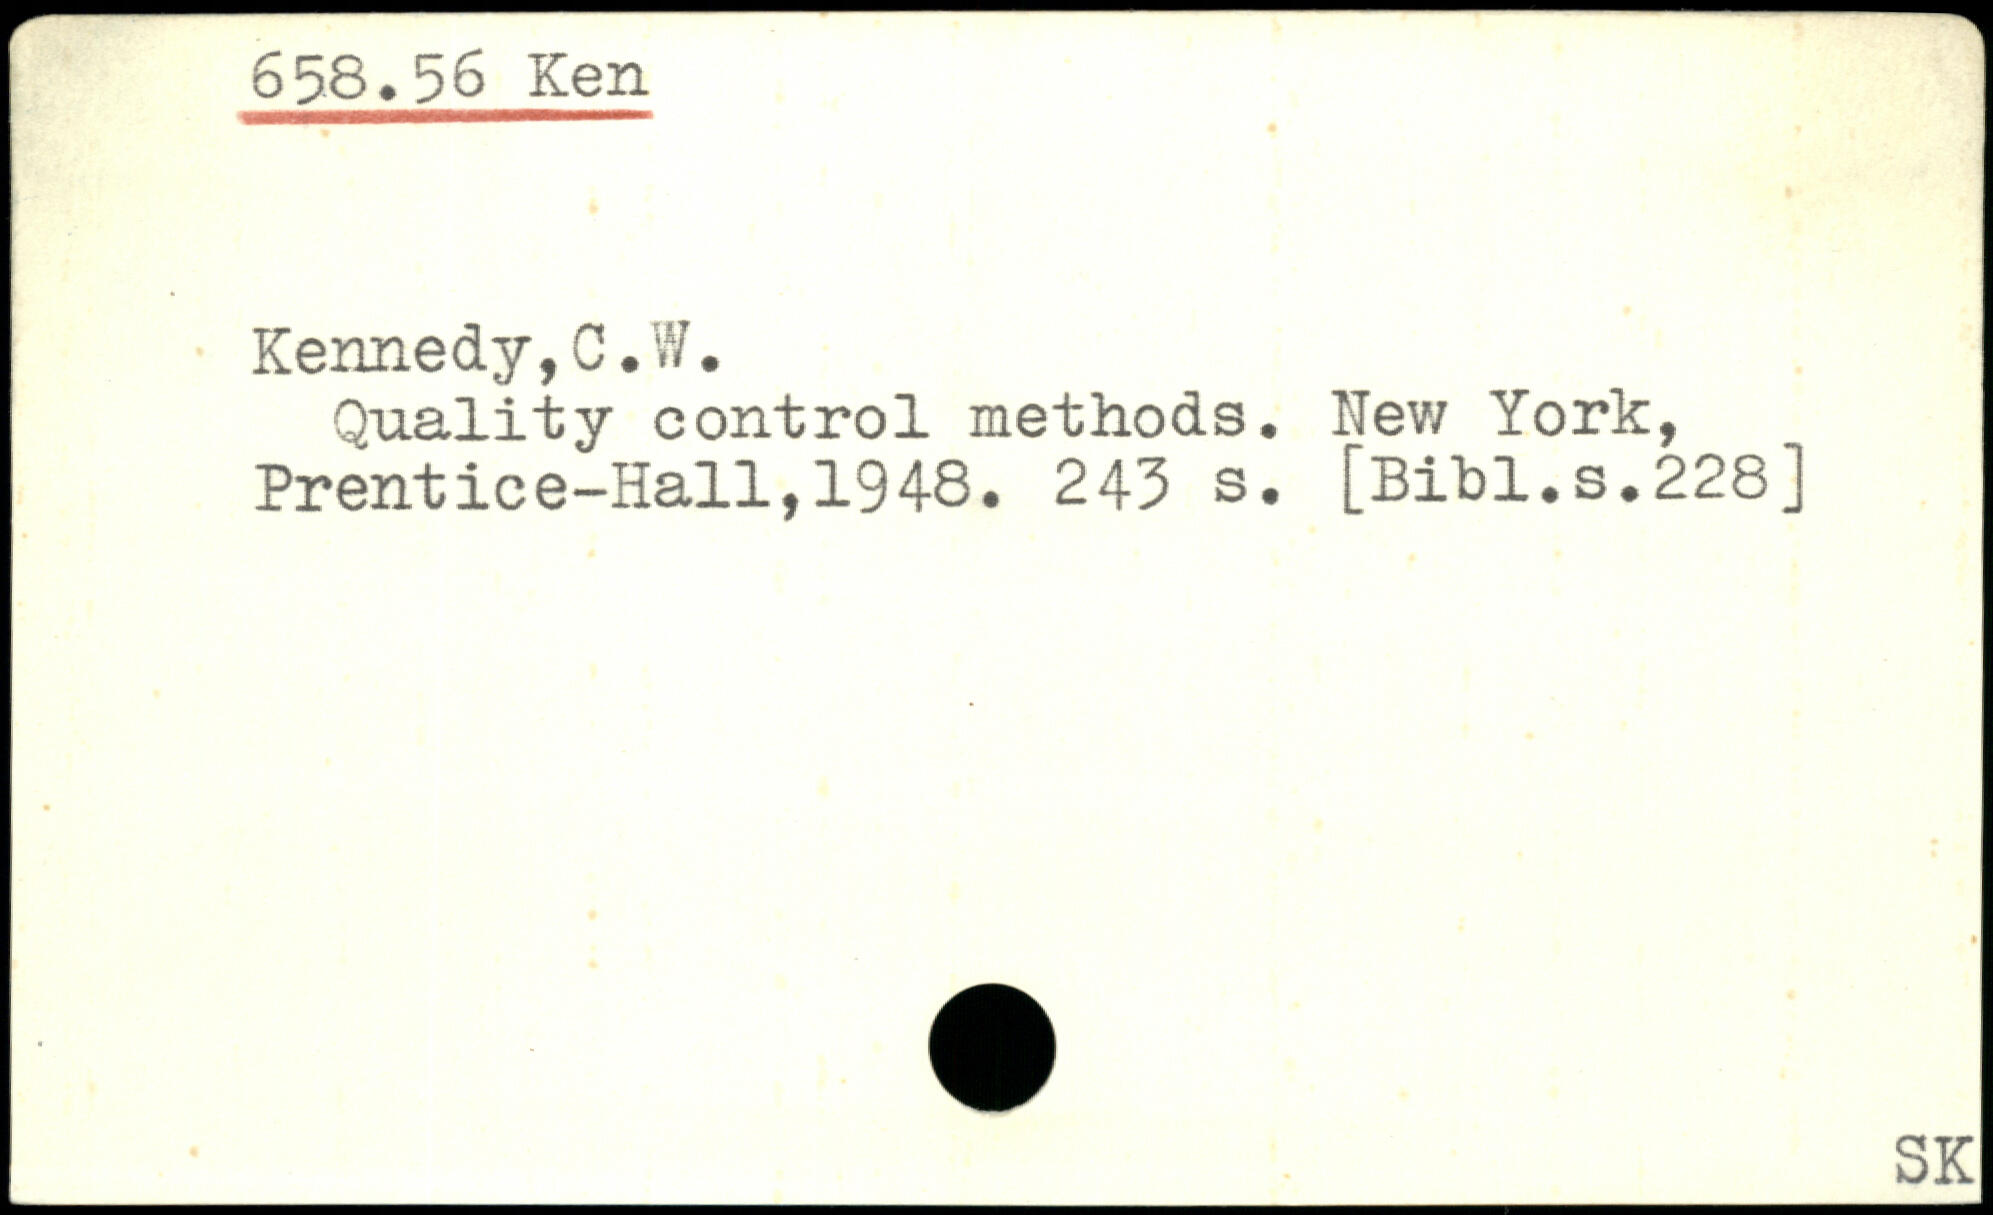 658.56 Ken
Kennedy,C.W.
Quality control methods. New York,
Prentice-Hall,1948. 243 s. [Bibl.s.228]
SK